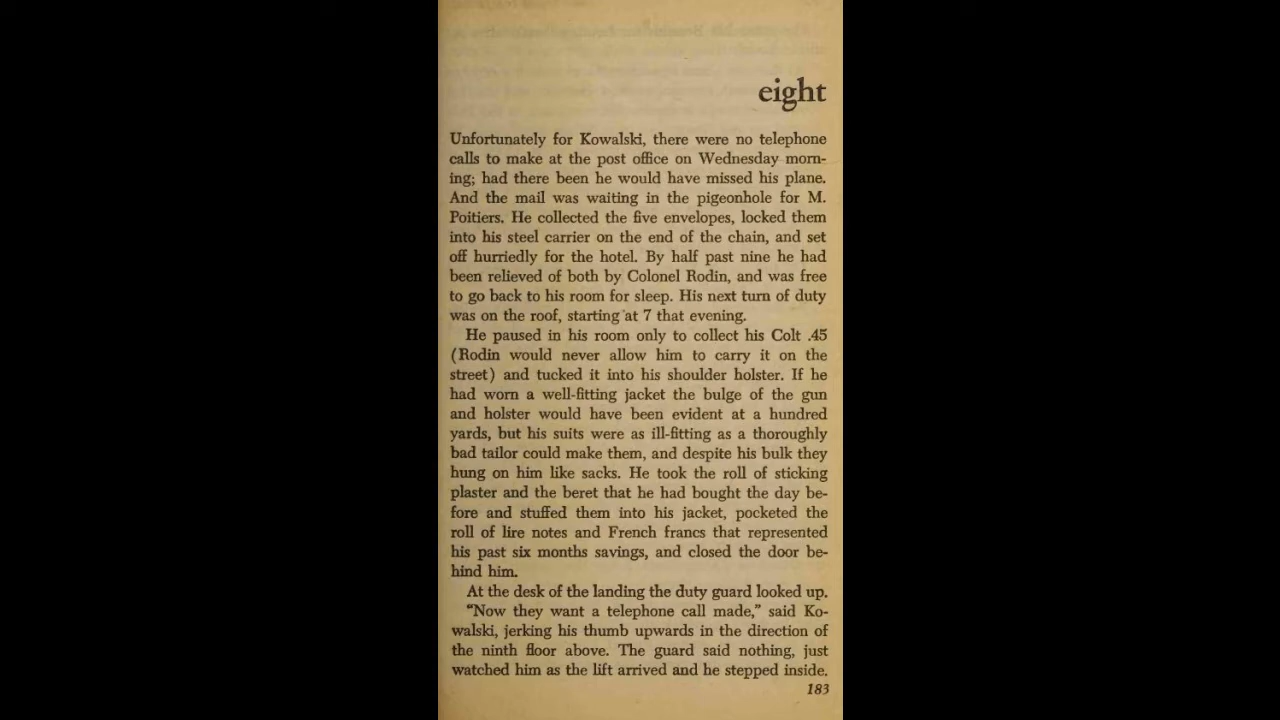 eight
Unfortunately for Kowalski, there were no telephone
calls to make at the post office on Wednesday morn-
ing; had there been he would have missed his plane.
And the mail was waiting in the pigeonhole for M.
Poitiers. He collected the five envelopes, locked them
into his steel carrier on the end of the chain, and set
off hurriedly for the hotel. By half past nine he had
been relieved of both by Colonel Rodin, and was free
to go back to his room for sleep. His next turn of duty
was on the roof, starting at 7 that evening.
He paused in his room only to collect his Colt .45
(Rodin would never allow him to carry it on the
street) and tucked it into his shoulder holster. If he
had worn a well-fitting jacket the bulge of the gun
and holster would have been evident at a hundred
yards, but his suits were as ill-fitting as a thoroughly
bad tailor could make them, and despite his bulk they
hung on him like sacks. He took the roll of sticking
plaster and the beret that he had bought the day be-
fore and stuffed them into his jacket, pocketed the
roll of lire notes and French francs that represented
his past six months savings, and closed the door be-
hind him.
At the desk of the landing the duty guard looked up.
“Now they want a telephone call made,” said Ko-
walski, jerking his thumb upwards in the direction of
the ninth floor above. The guard said nothing, just
watched him as the lift arrived and he stepped inside.
183